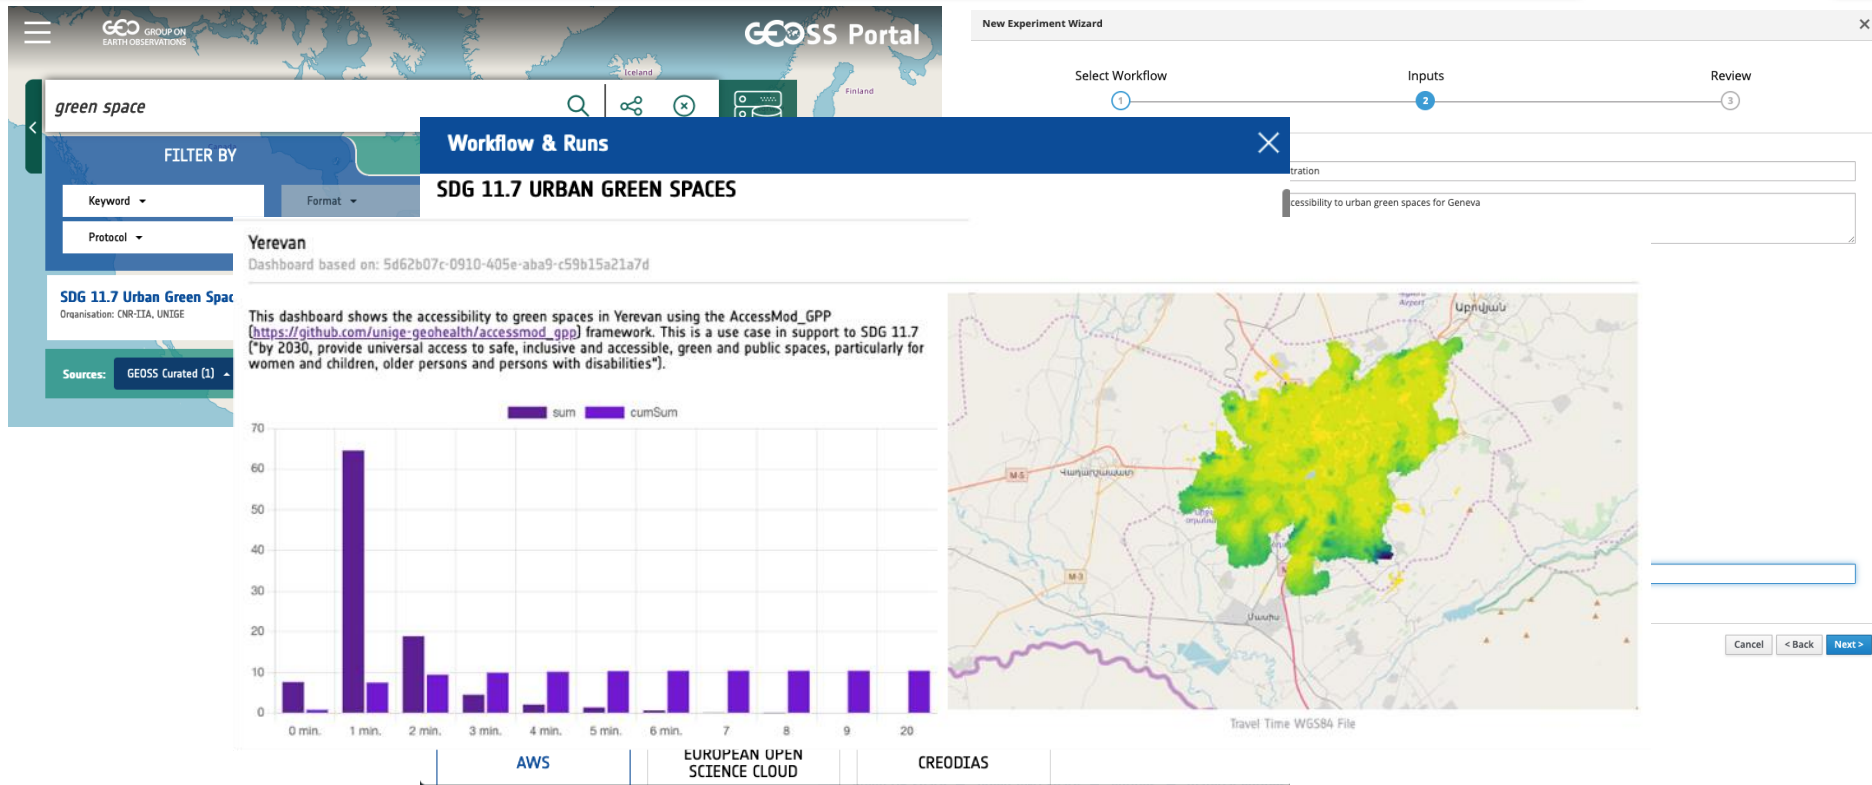 GEO GROUP ON
EARTH OBSERVATIONS
GEOSS Portal
Iceland
Finland
green space
FILTER BY
Keyword
Format
Protocol
SDG 11.7 Urban Green Spac
Organisation: CNR-IIA, UNIGE
Sources:
GEOSS Curated (1)
New Experiment Wizard
Select Workflow
Inputs
Review
1
2
3
tration
cessibility to urban green spaces for Geneva
Cancel
< Back
Next >
Workflow & Runs
SDG 11.7 URBAN GREEN SPACES
Yerevan
Dashboard based on: 5d62b07c-0910-405e-aba9-c59b15a21a7d
This dashboard shows the accessibility to green spaces in Yerevan using the AccessMod_GPP
(https://github.com/unige-geohealth/accessmod_gpp) framework. This is a use case in support to SDG 11.7
("by 2030, provide universal access to safe, inclusive and accessible, green and public spaces, particularly for
women and children, older persons and persons with disabilities").
sum
cumSum
70
60
50
40
30
20
10
0
0 min.
1 min.
2 min.
3 min.
4 min.
5 min.
6 min.
7
8
9
20
Airport
Աբովյան
M-5
Վաղարշապատ
M-3
Մասիս
Travel Time WGS84 File
AWS
EUROPEAN OPEN
SCIENCE CLOUD
CREODIAS